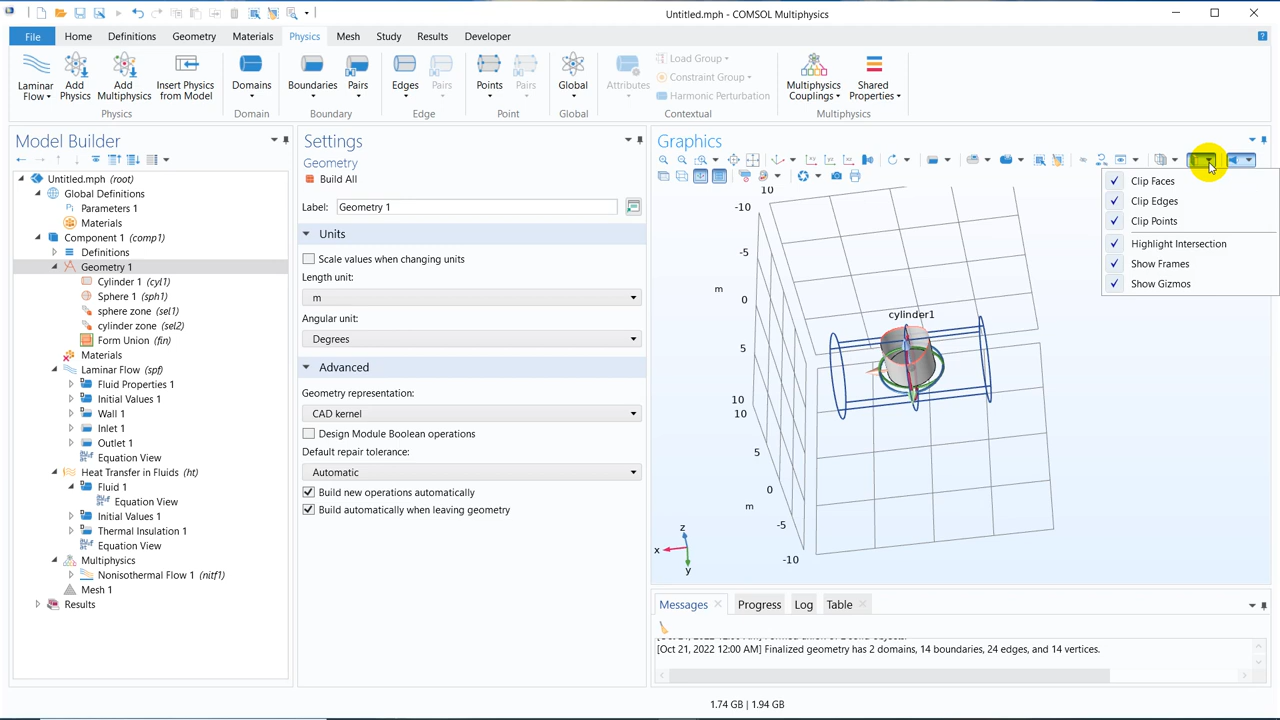 Untitled.mph - COMSOL Multiphysics
File Home Definitions Geometry Materials Physics Mesh Study Results Developer
Laminar Flow
Add Physics
Add Multiphysics
Insert Physics from Model
Physics
Domains
Domain
Boundaries
Pairs
Boundary
Edges
Pairs
Edge
Points
Pairs
Point
Global
Global
Attributes
Load Group
Constraint Group
Harmonic Perturbation
Contextual
Multiphysics Couplings
Shared Properties
Multiphysics
Model Builder
Untitled.mph (root)
Global Definitions
Parameters 1
Materials
Component 1 (comp1)
Definitions
Geometry 1
Cylinder 1 (cyl1)
Sphere 1 (sph1)
sphere zone (sel1)
cylinder zone (sel2)
Form Union (fin)
Materials
Laminar Flow (spf)
Fluid Properties 1
Initial Values 1
Wall 1
Inlet 1
Outlet 1
Equation View
Heat Transfer in Fluids (ht)
Fluid 1
Equation View
Initial Values 1
Thermal Insulation 1
Equation View
Multiphysics
Nonisothermal Flow 1 (nitf1)
Mesh 1
Results
Settings
Geometry
Build All
Label: Geometry 1
Units
Scale values when changing units
Length unit:
m
Angular unit:
Degrees
Advanced
Geometry representation:
CAD kernel
Design Module Boolean operations
Default repair tolerance:
Automatic
Build new operations automatically
Build automatically when leaving geometry
Graphics
Clip Faces
Clip Edges
Clip Points
Highlight Intersection
Show Frames
Show Gizmos
10
-10
-5
m
0
5
10
10
5
0
m
-5
-10
cylinder1
z
x
y
Messages Progress Log Table
[Oct 21, 2022 12:00 AM] Finalized geometry has 2 domains, 14 boundaries, 24 edges, and 14 vertices.
1.74 GB | 1.94 GB